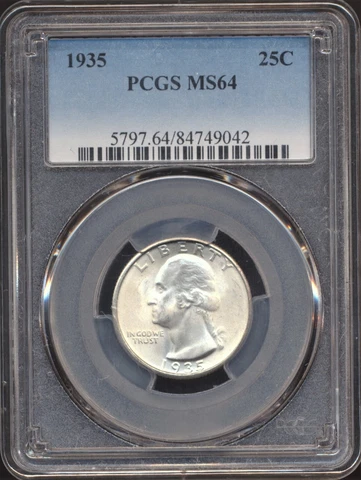 1935 25C
PCGS MS64
5797.64/84749042
LIBERTY
IN GOD WE
TRUST
1935